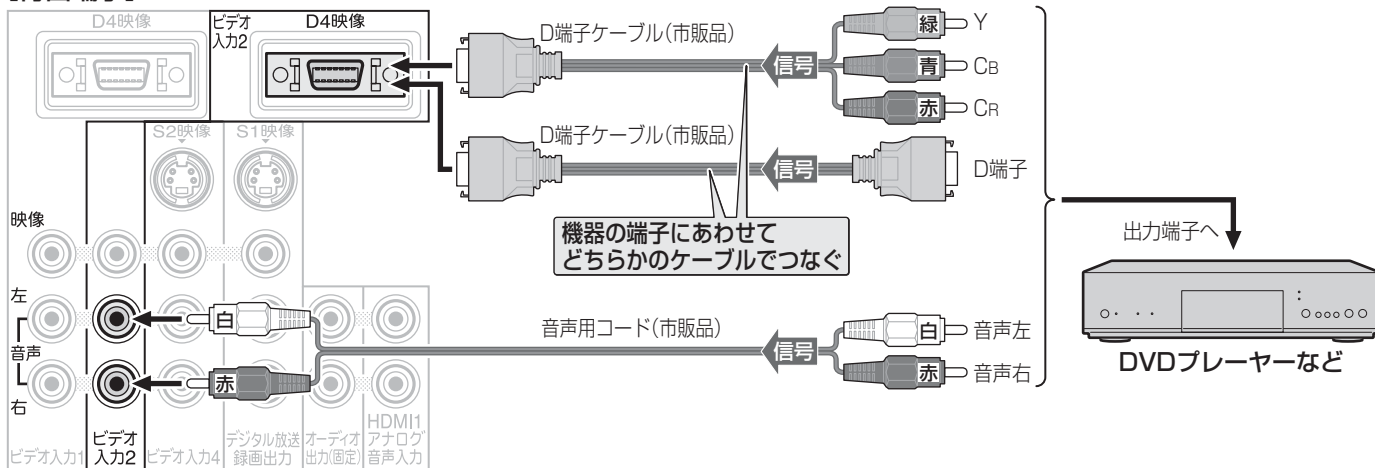 D4映像
ビデオ
入力2
D4映像
D端子ケーブル(市販品)
信号
緑
Y
青
CB
赤
CR
S2映像
S1映像
D端子ケーブル(市販品)
信号
D端子
映像
機器の端子にあわせて
どちらかのケーブルでつなぐ
出力端子へ
左
白
音声用コード(市販品)
信号
白
音声左
音声
赤
赤
音声右
右
DVDプレーヤーなど
ビデオ入力1
ビデオ
入力2
ビデオ入力4
デジタル放送
録画出力
オーディオ
出力(固定)
HDMI1
アナログ
音声入力